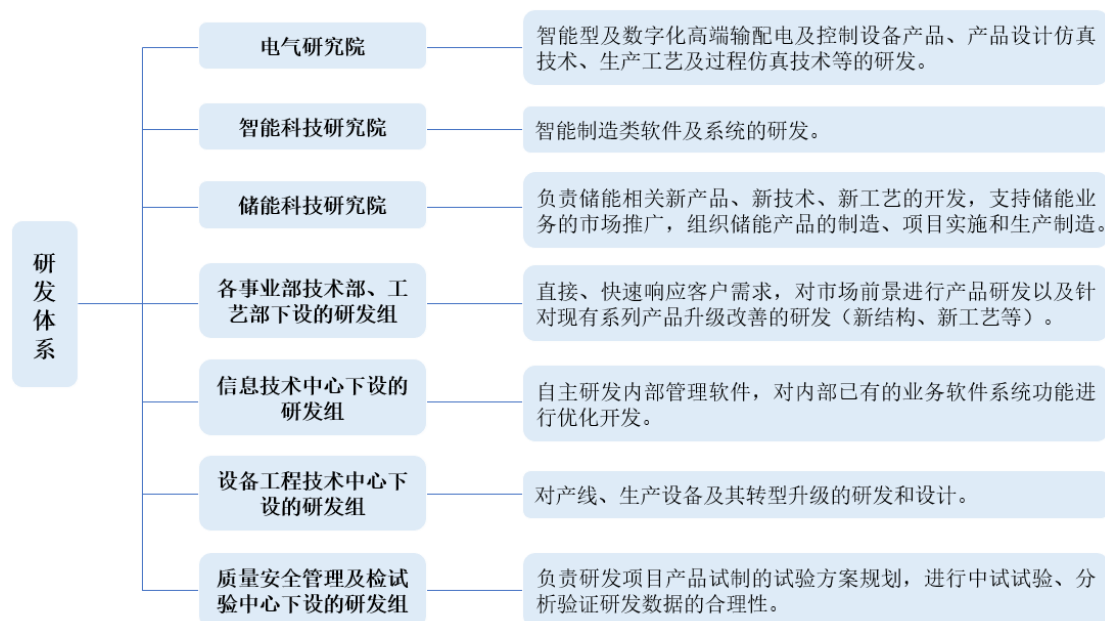 研发体系
电气研究院
智能型及数字化高端输配电及控制设备产品、产品设计仿真
技术、生产工艺及过程仿真技术等的研发。
智能科技研究院
智能制造类软件及系统的研发。
储能科技研究院
负责储能相关新产品、新技术、新工艺的开发，支持储能业
务的市场推广，组织储能产品的制造、项目实施和生产制造。
各事业部技术部、工
艺部下设的研发组
直接、快速响应客户需求，对市场前景进行产品研发以及针
对现有系列产品升级改善的研发（新结构、新工艺等）。
信息技术中心下设的
研发组
自主研发内部管理软件，对内部已有的业务软件系统功能进
行优化开发。
设备工程技术中心下
设的研发组
对产线、生产设备及其转型升级的研发和设计。
质量安全管理及检试
验中心下设的研发组
负责研发项目产品试制的试验方案规划，进行中试试验、分
析验证研发数据的合理性。